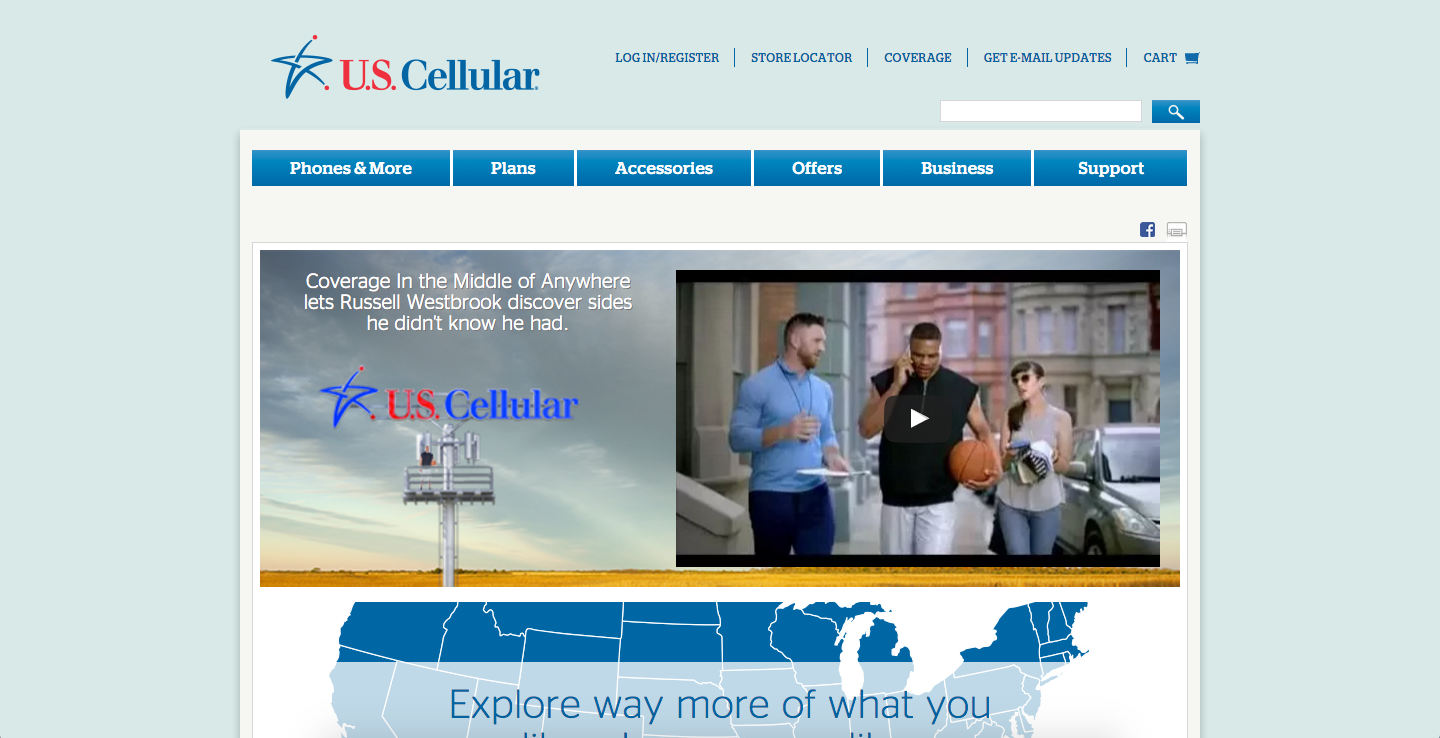 U.S. Cellular®
LOG IN/REGISTER
STORE LOCATOR
COVERAGE
GET E-MAIL UPDATES
CART
Phones & More
Plans
Accessories
Offers
Business
Support
Coverage In the Middle of Anywhere
lets Russell Westbrook discover sides
he didn't know he had.
U.S. Cellular
Explore way more of what you